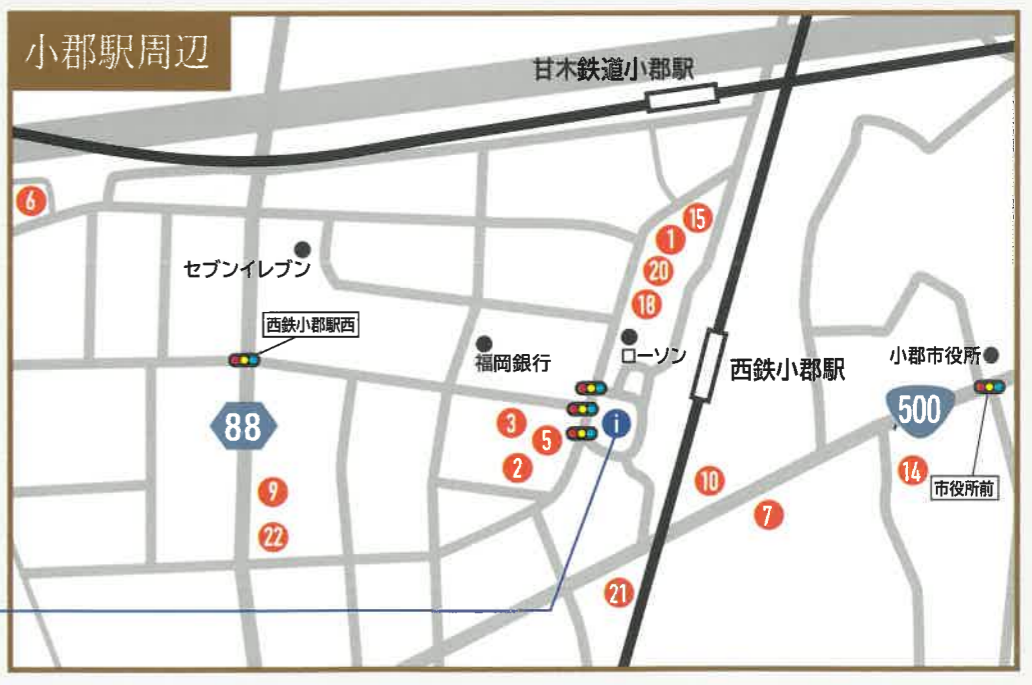 小郡駅周辺
甘木鉄道小郡駅
6
15
1
20
18
セブンイレブン
西鉄小郡駅西
福岡銀行
ローソン
西鉄小郡駅
小郡市役所
500
88
3
5
2
i
10
7
14
市役所前
9
22
21